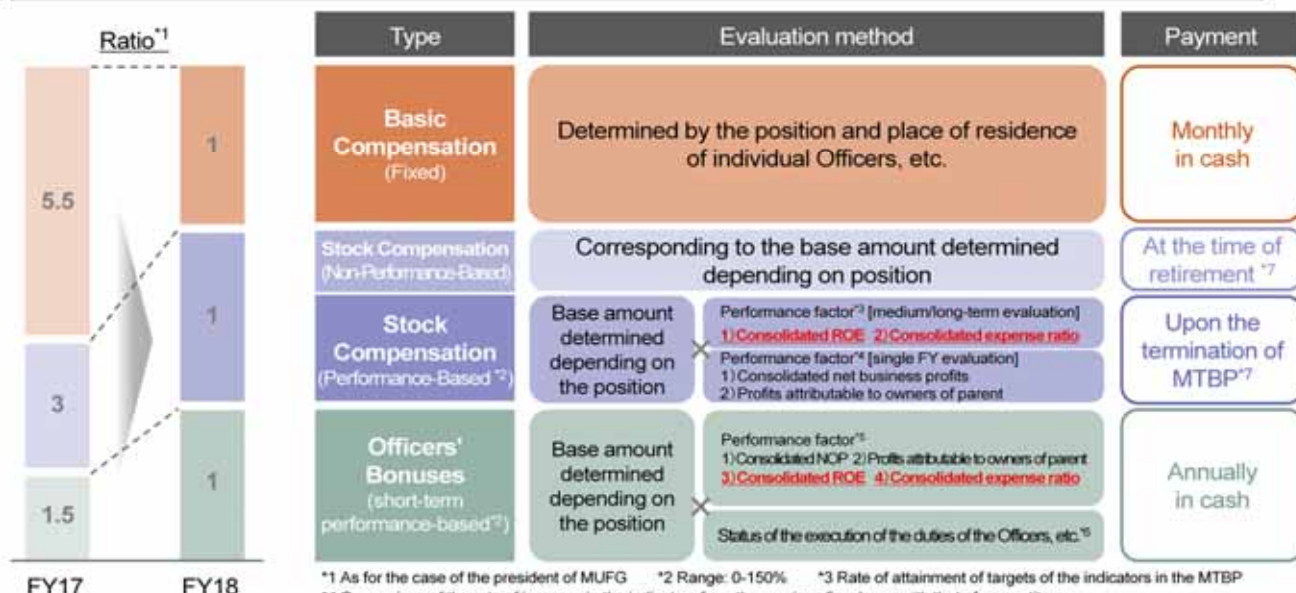 Ratio*1
Type
Evaluation method
Payment
5.5
3
1.5
FY17
1
1
1
FY18
Basic
Compensation
(Fixed)
Determined by the position and place of residence
of individual Officers, etc.
Monthly
in cash
Stock Compensation
(Non-Performance-Based)
Corresponding to the base amount determined
depending on position
At the time of
retirement *7
Stock
Compensation
(Performance-Based *2)
Base amount
determined
depending on
the position
×
Performance factor*3 [medium/long-term evaluation]
1)Consolidated ROE 2)Consolidated expense ratio
Performance factor*4 [single FY evaluation]
1)Consolidated net business profits
2)Profits attributable to owners of parent
Upon the
termination of
MTBP*7
Officers'
Bonuses
(short-term
performance-based*2)
Base amount
determined
depending on
the position
×
Performance factor*5
1)Consolidated NOP 2)Profits attributable to owners of parent
3)Consolidated ROE 4)Consolidated expense ratio
Status of the execution of the duties of the Officers, etc.*6
Annually
in cash
*1 As for the case of the president of MUFG *2 Range: 0-150% *3 Rate of attainment of targets of the indicators in the MTBP